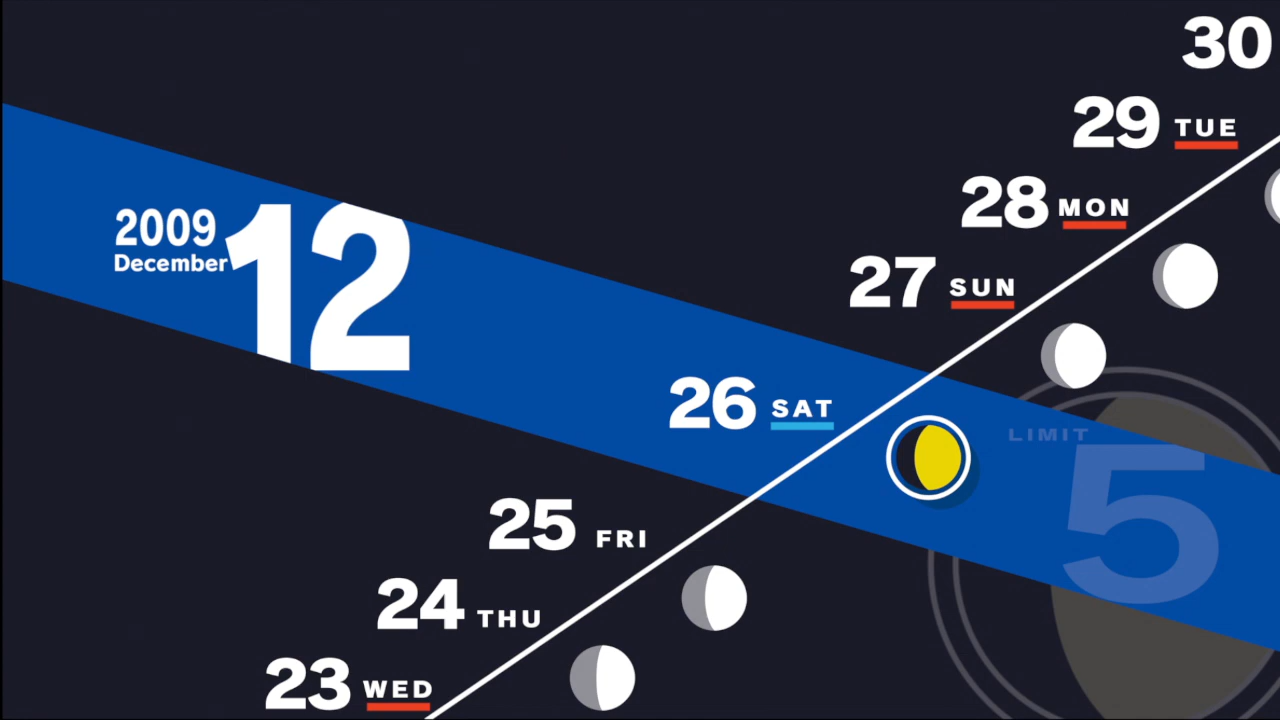 30
29 TUE
28 MON
2009
December
12
27 SUN
26 SAT
LIMIT
5
25 FRI
24 THU
23 WED